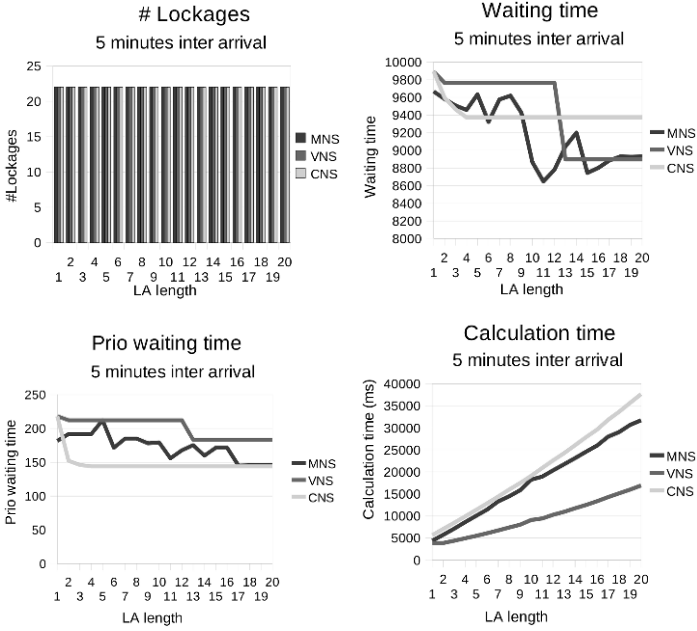 # Lockages
5 minutes inter arrival
25
20
15
10
5
0
#Lockages
2 4 6 8 10 12 14 16 18 20
1 3 5 7 9 11 13 15 17 19
LA length
MNS
VNS
CNS
Waiting time
5 minutes inter arrival
10000
9800
9600
9400
9200
9000
8800
8600
8400
8200
8000
Waiting time
2 4 6 8 10 12 14 16 18 20
1 3 5 7 9 11 13 15 17 19
LA length
MNS
VNS
CNS
Prio waiting time
5 minutes inter arrival
250
200
150
100
50
0
Prio waiting time
2 4 6 8 10 12 14 16 18 20
1 3 5 7 9 11 13 15 17 19
LA length
MNS
VNS
CNS
Calculation time
5 minutes inter arrival
40000
35000
30000
25000
20000
15000
10000
5000
0
Calculation time (ms)
2 4 6 8 10 12 14 16 18 20
1 3 5 7 9 11 13 15 17 19
LA length
MNS
VNS
CNS